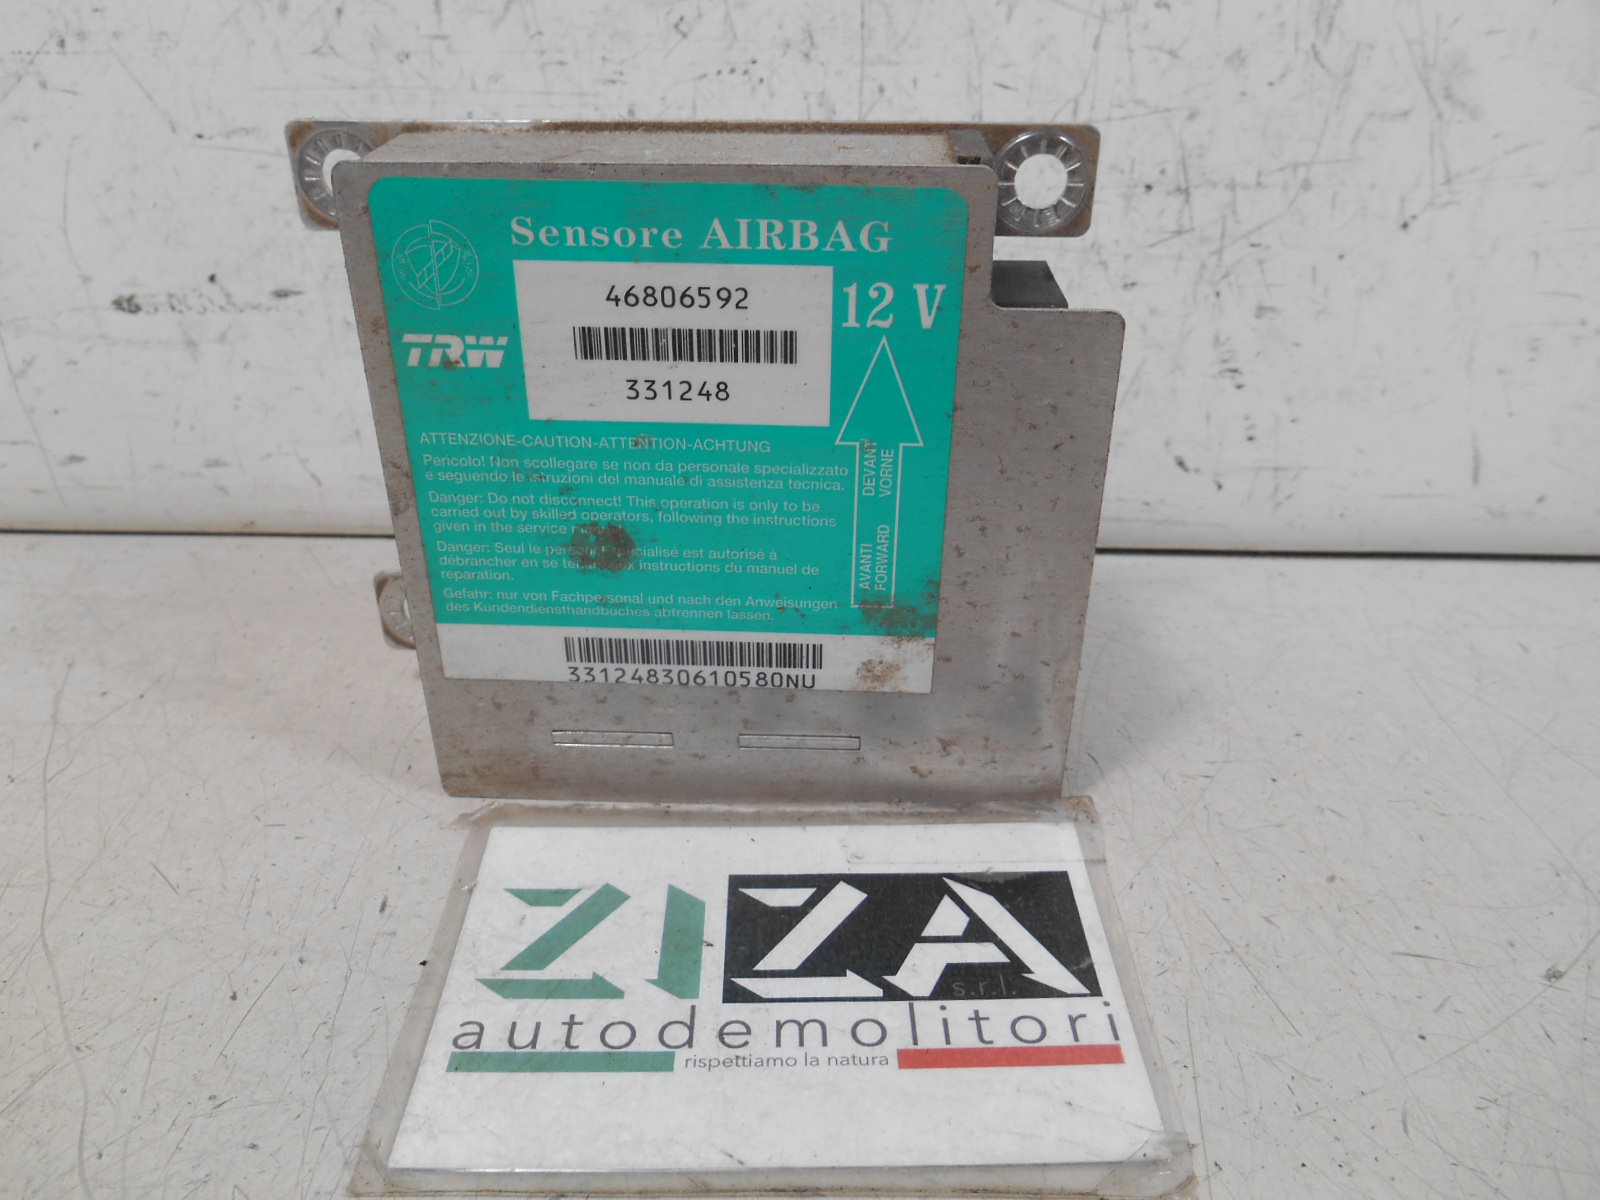 Sensore AIRBAG
46806592
12 V
TRW
331248
ATTENZIONE-CAUTION-ATTENTION-ACHTUNG
Pericolo! Non scollegare se non da personale specializzato
e seguendo le istruzioni del manuale di assistenza tecnica.
Danger: Do not disconnect! This operation is only to be
carried out by skilled operators, following the instructions
given in the service
Danger: Seul le est autorisé à
débrancher en se instructions du manuel de
reparation.
Gefahr: nur von Fachpersonal und nach den Anweisungen
des Kundendiensthandbuches abtrennen lassen.
AVANTI DEVANT
FORWARD VORNE
33124830610580NU
ZIZA
s.r.l.
autodemolitori
rispettiamo la natura